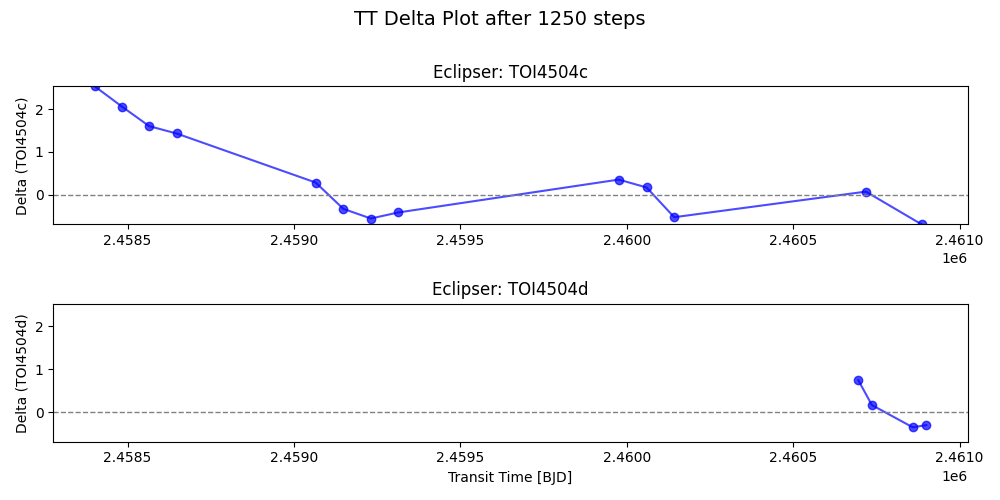 TT Delta Plot after 1250 steps
Eclipser: TOI4504c
Delta (TOI4504c)
2
1
0
2.4585 2.4590 2.4595 2.4600 2.4605 2.4610
1e6
Eclipser: TOI4504d
Delta (TOI4504d)
2
1
0
2.4585 2.4590 2.4595 2.4600 2.4605 2.4610
1e6
Transit Time [BJD]